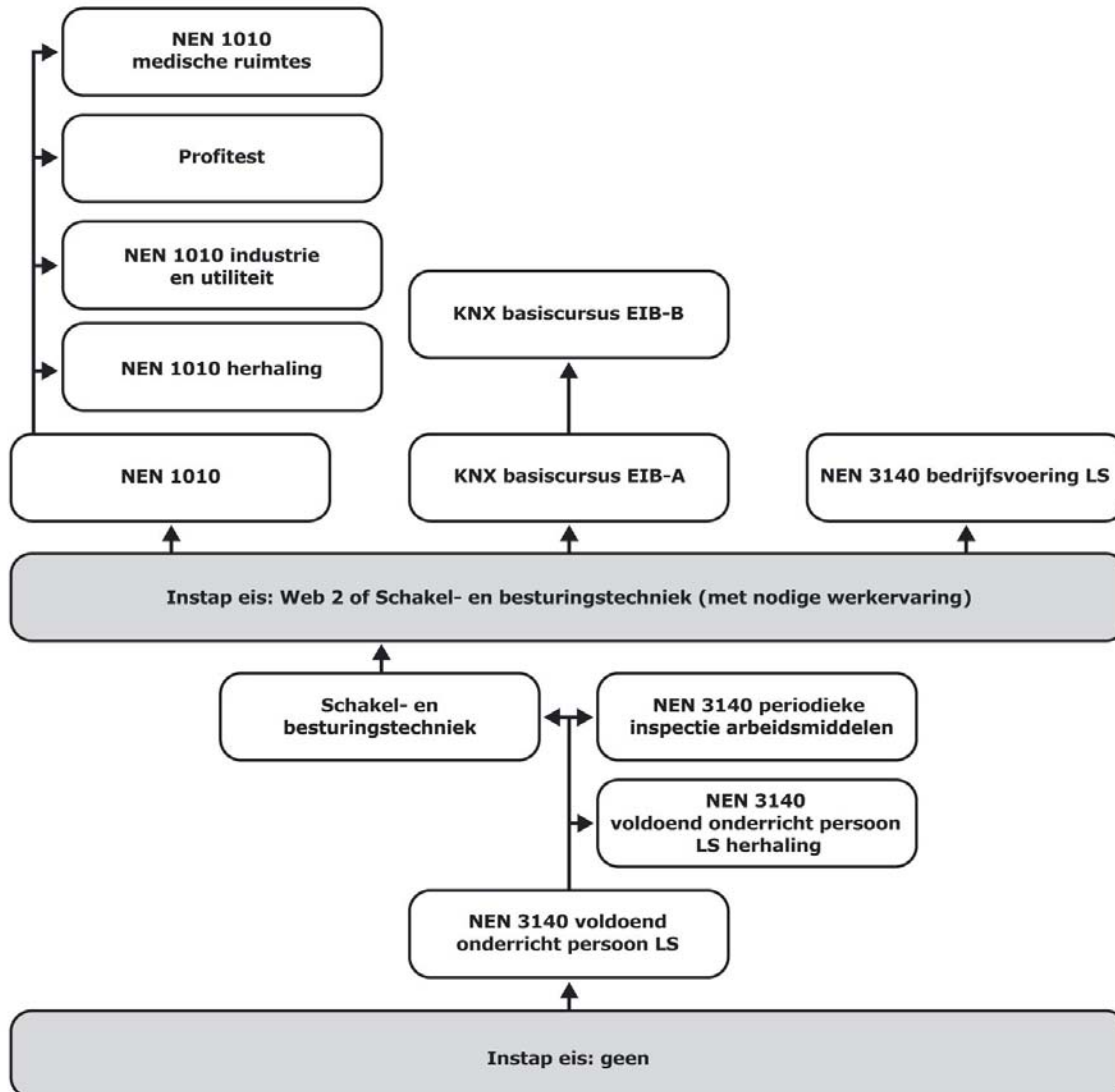 NEN 1010
medische ruimtes
Profitest
NEN 1010 industrie
en utiliteit
NEN 1010 herhaling
KNX basiscursus EIB-B
NEN 1010
KNX basiscursus EIB-A
NEN 3140 bedrijfsvoering LS
Instap eis: Web 2 of Schakel- en besturingstechniek (met nodige werkervaring)
Schakel- en
besturingstechniek
NEN 3140 periodieke
inspectie arbeidsmiddelen
NEN 3140
voldoend onderricht persoon
LS herhaling
NEN 3140 voldoend
onderricht persoon LS
Instap eis: geen